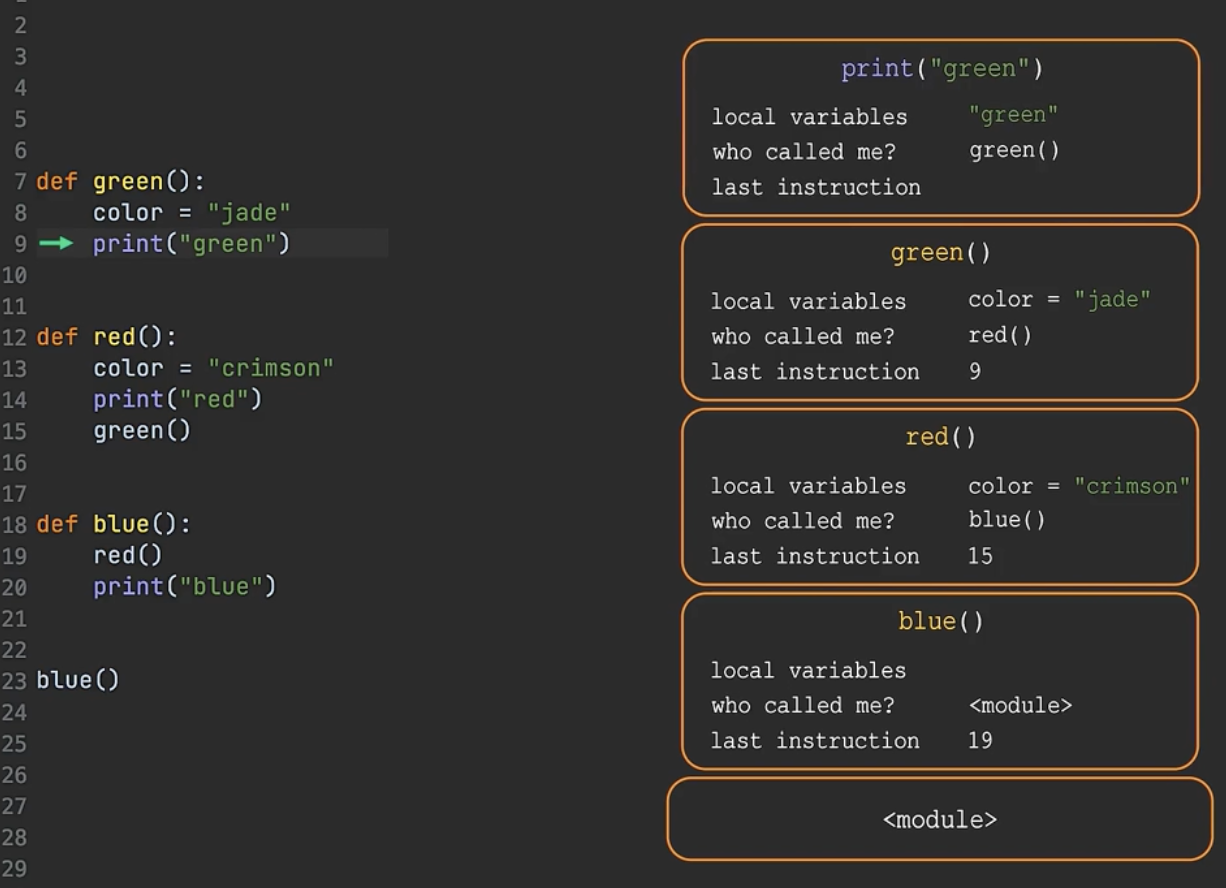 2
3
4
5
6
7 def green():
8     color = "jade"
9     print("green")
10
11
12 def red():
13     color = "crimson"
14     print("red")
15     green()
16
17
18 def blue():
19     red()
20     print("blue")
21
22
23 blue()
24
25
26
27
28
29
print("green")
local variables    "green"
who called me?    green()
last instruction
green()
local variables    color = "jade"
who called me?    red()
last instruction    9
red()
local variables    color = "crimson"
who called me?    blue()
last instruction    15
blue()
local variables
who called me?    <module>
last instruction    19
<module>